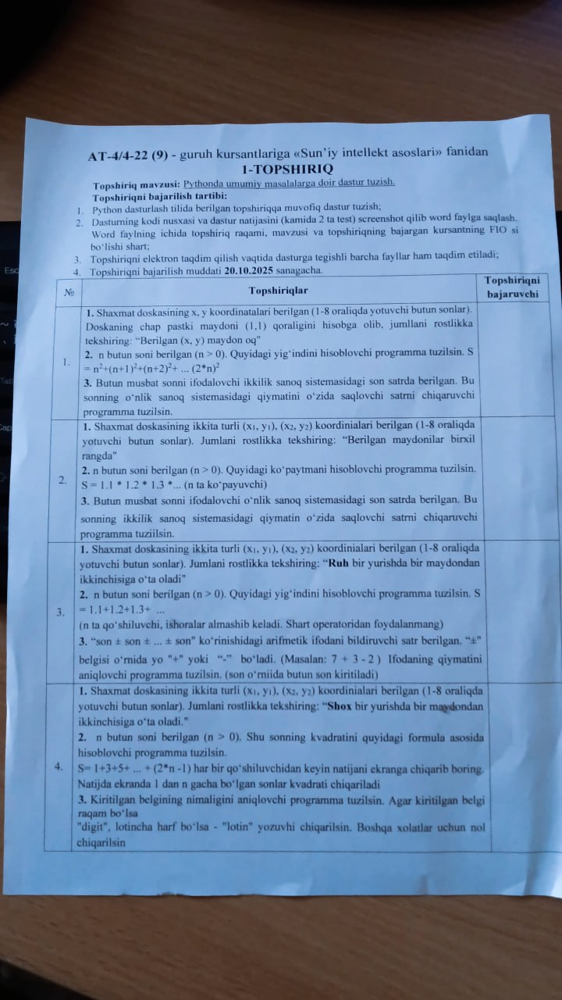 AT-4/4-22 (9) - guruh kursantlariga «Sun’iy intellekt asoslari» fanidan
1-TOPSHIRIQ
Topshiriq mavzusi: Pythonda umumiy masalalarga doir dastur tuzish.
Topshiriqni bajarilish tartibi:
1. Python dasturlash tilida berilgan topshiriqqa muvofiq dastur tuzish;
2. Dasturning kodi nusxasi va dastur natijasini (kamida 2 ta test) screenshot qilib word faylga saqlash.
Word faylning ichida topshiriq raqami, mavzusi va topshiriqning bajargan kursantning FIO si
bo‘lishi shart;
3. Topshiriqni elektron taqdim qilish vaqtida dasturga tegishli barcha fayllar ham taqdim etiladi;
4. Topshiriqni bajarilish muddati 20.10.2025 sanagacha.
№ Topshiriqlar Topshiriqni
bajaruvchi
1.
1. Shaxmat doskasining x, y koordinatalari berilgan (1-8 oraliqda yotuvchi butun sonlar).
Doskaning chap pastki maydoni (1,1) qoraligini hisobga olib, jumllani rostlikka
tekshiring: “Berilgan (x, y) maydon oq"
2. n butun soni berilgan (n > 0). Quyidagi yig‘indini hisoblovchi programma tuzilsin. S
= n²+(n+1)²+(n+2)²+ ... (2*n)²
3. Butun musbat sonni ifodalovchi ikkilik sanoq sistemasidagi son satrda berilgan. Bu
sonning o‘nlik sanoq sistemasidagi qiymatini o‘zida saqlovchi satrni chiqaruvchi
programma tuzilsin.
2.
1. Shaxmat doskasining ikkita turli (x₁, y₁), (x₂, y₂) koordinialari berilgan (1-8 oraliqda
yotuvchi butun sonlar). Jumlani rostlikka tekshiring: “Berilgan maydonilar birxil
rangda"
2. n butun soni berilgan (n > 0). Quyidagi ko‘paytmani hisoblovchi programma tuzilsin.
S = 1.1 * 1.2 * 1.3 *... (n ta ko‘payuvchi)
3. Butun musbat sonni ifodalovchi o‘nlik sanoq sistemasidagi son satrda berilgan. Bu
sonning ikkilik sanoq sistemasidagi qiymatin o‘zida saqlovchi satrni chiqaruvchi
programma tuziilsin.
3.
1. Shaxmat doskasining ikkita turli (x₁, y₁), (x₂, y₂) koordinialari berilgan (1-8 oraliqda
yotuvchi butun sonlar). Jumlani rostlikka tekshiring: “Ruh bir yurishda bir maydondan
ikkinchisiga o‘ta oladi"
2. n butun soni berilgan (n > 0). Quyidagi yig‘indini hisoblovchi programma tuzilsin. S
= 1.1+1.2+1.3+ ...
(n ta qo‘shiluvchi, ishoralar almashib keladi. Shart operatoridan foydalanmang)
3. “son ± son ± ... ± son" ko‘rinishidagi arifmetik ifodani bildiruvchi satr berilgan. “±"
belgisi o‘rnida yo "+" yoki “-” bo‘ladi. (Masalan: 7 + 3 - 2 ) Ifodaning qiymatini
aniqlovchi programma tuzilsin. (son o‘rniida butun son kiritiladi)
4.
1. Shaxmat doskasining ikkita turli (x₁, y₁), (x₂, y₂) koordinialari berilgan (1-8 oraliqda
yotuvchi butun sonlar). Jumlani rostlikka tekshiring: “Shox bir yurishda bir maydondan
ikkinchisiga o‘ta oladi."
2. n butun soni berilgan (n > 0). Shu sonning kvadratini quyidagi formula asosida
hisoblovchi programma tuzilsin.
S= 1+3+5+ ... + (2*n -1) har bir qo‘shiluvchidan keyin natijani ekranga chiqarib boring.
Natijda ekranda 1 dan n gacha bo‘lgan sonlar kvadrati chiqariladi
3. Kiritilgan belgining nimaligini aniqlovchi programma tuzilsin. Agar kiritilgan belgi
raqam bo‘lsa
"digit", lotincha harf bo‘lsa - "lotin" yozuvhi chiqarilsin. Boshqa xolatlar uchun nol
chiqarilsin
Esc